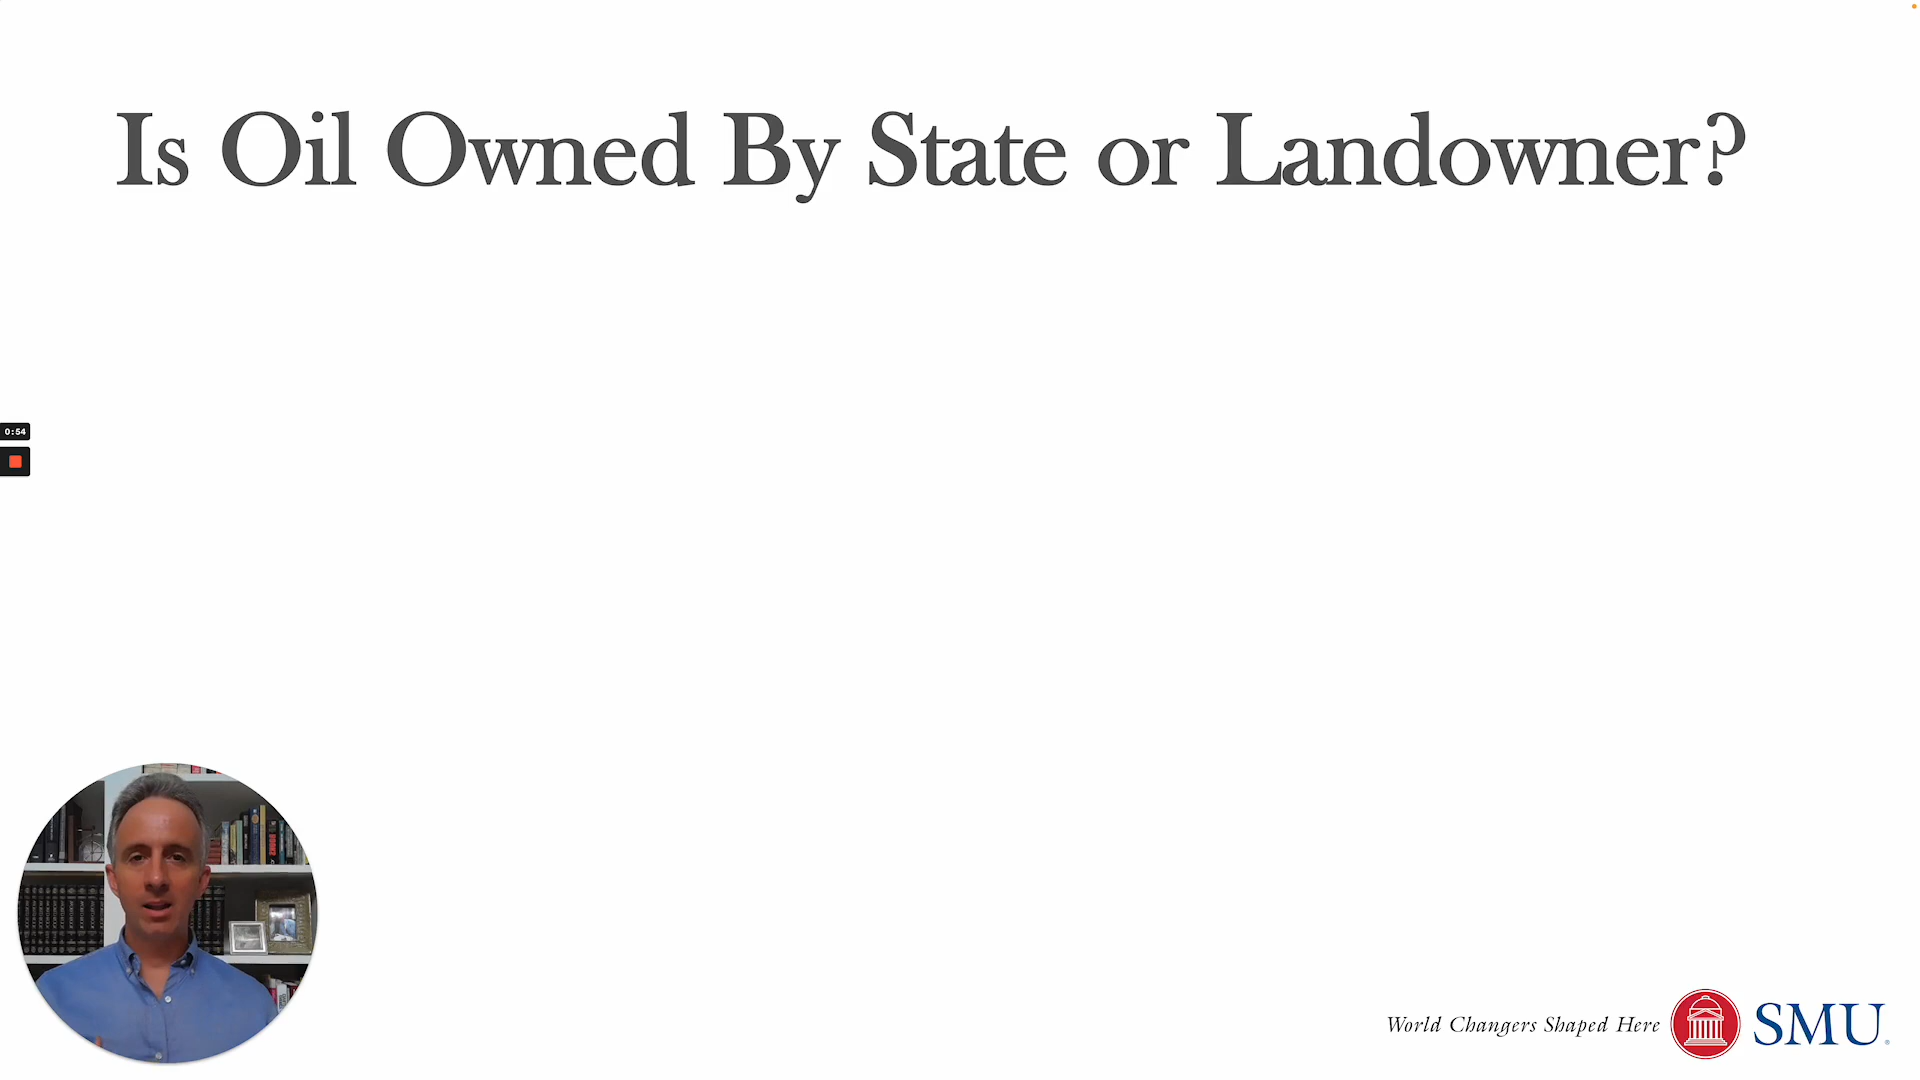 Is Oil Owned By State or Landowner?
0:54
World Changers Shaped Here
SMU